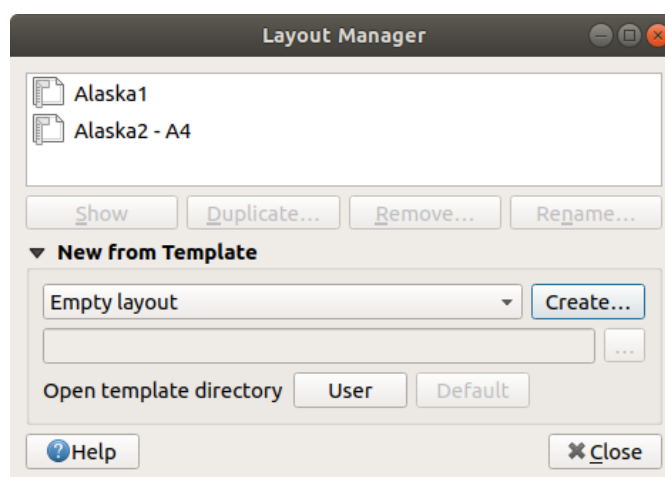 Layout Manager
Alaska1
Alaska2 - A4
Show Duplicate... Remove... Rename...
New from Template
Empty layout Create...
...
Open template directory User Default
Help Close